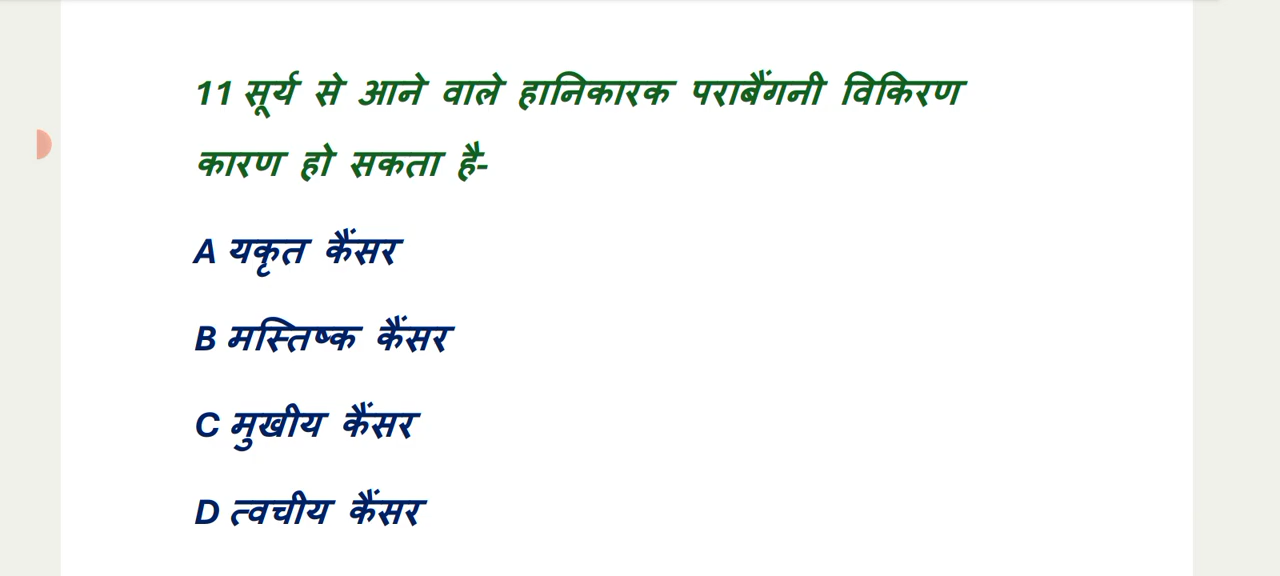 11 सूर्य से आने वाले हानिकारक पराबैंगनी विकिरण
कारण हो सकता है-
A यकृत कैंसर
B मस्तिष्क कैंसर
C मुखीय कैंसर
D त्वचीय कैंसर